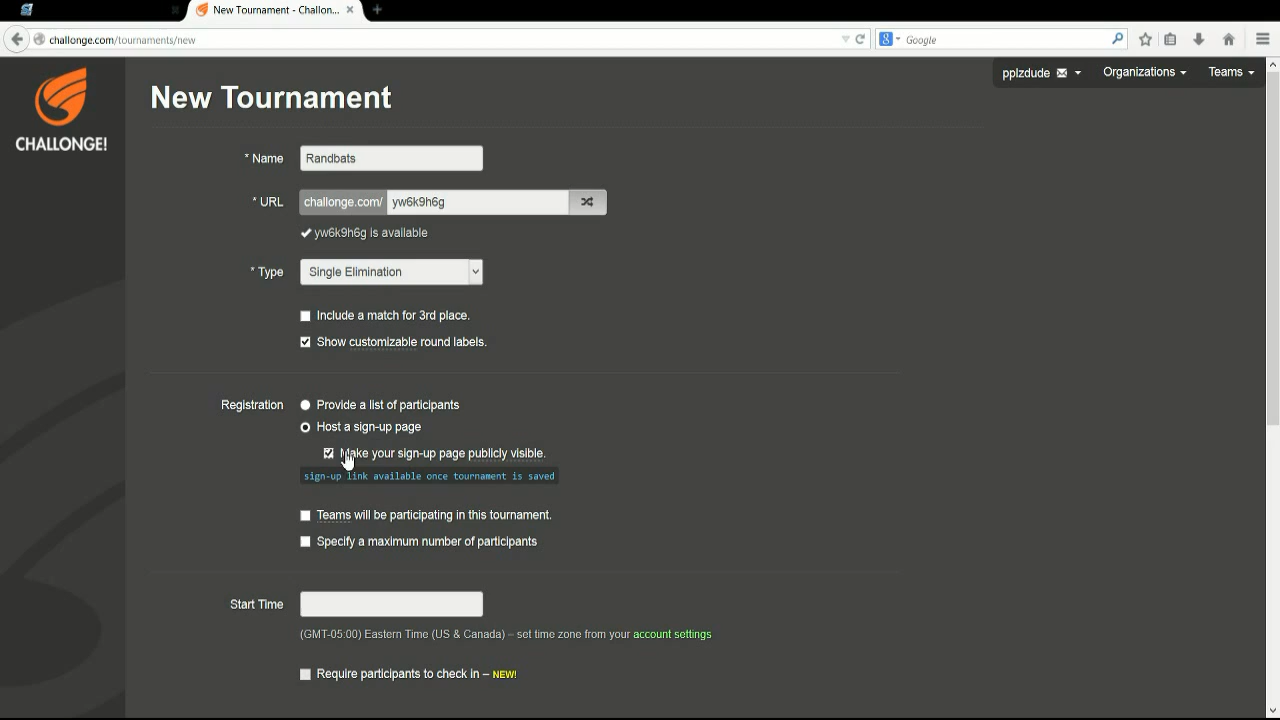 New Tournament - Challon...
challonge.com/tournaments/new
Google
pplzdude
Organizations
Teams
CHALLONGE!
New Tournament
* Name
Randbats
* URL
challonge.com/
yw6k9h6g
yw6k9h6g is available
* Type
Single Elimination
Include a match for 3rd place.
Show customizable round labels.
Registration
Provide a list of participants
Host a sign-up page
Make your sign-up page publicly visible.
sign-up link available once tournament is saved
Teams will be participating in this tournament.
Specify a maximum number of participants
Start Time
(GMT-05:00) Eastern Time (US & Canada) – set time zone from your account settings
Require participants to check in – NEW!